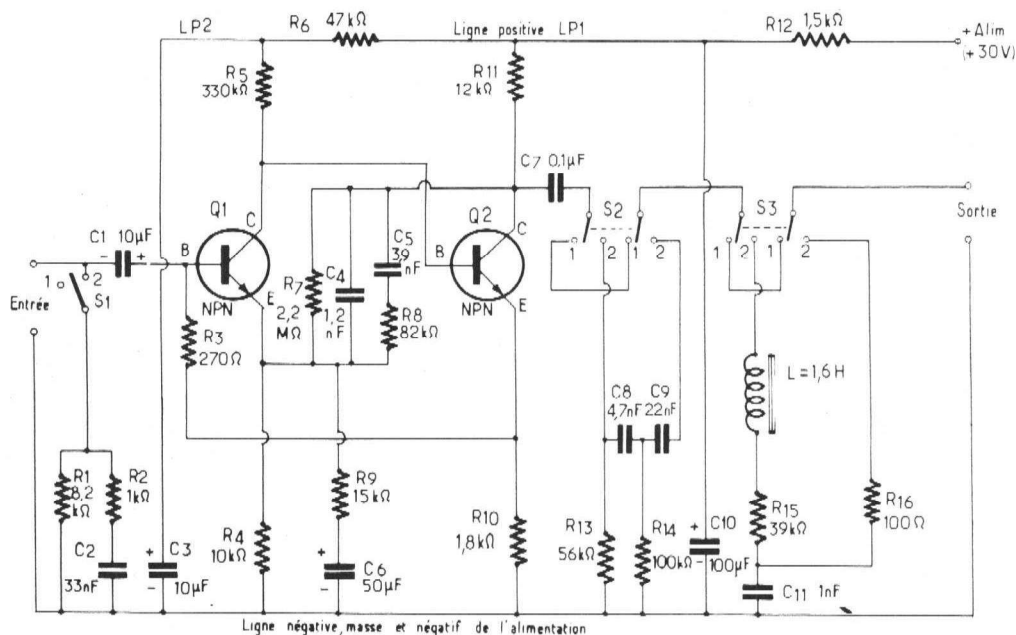 LP2
R6
47kΩ
Ligne positive LP1
R12
1,5kΩ
+ Alim
(+30V)
R5
330kΩ
R11
12kΩ
C7 0,1µF
Q1
C
B
E
NPN
C1 10µF
- +
1
2
S1
Entrée
R3
270Ω
R7
2,2
MΩ
C4
1,2
nF
C5
3,9
nF
R8
82kΩ
Q2
C
B
E
NPN
S2
1
2
1
2
S3
1
2
1
2
Sortie
L=1,6H
C8
4,7nF
C9
22nF
R1
8,2
kΩ
R2
1kΩ
C2
33nF
+
C3
-
10µF
R4
10kΩ
R9
15kΩ
+
C6
-
50µF
R10
1,8kΩ
R13
56kΩ
R14
100kΩ
+
C10
-
100µF
R15
39kΩ
R16
100Ω
C11 1nF
Ligne négative, masse et négatif de l'alimentation